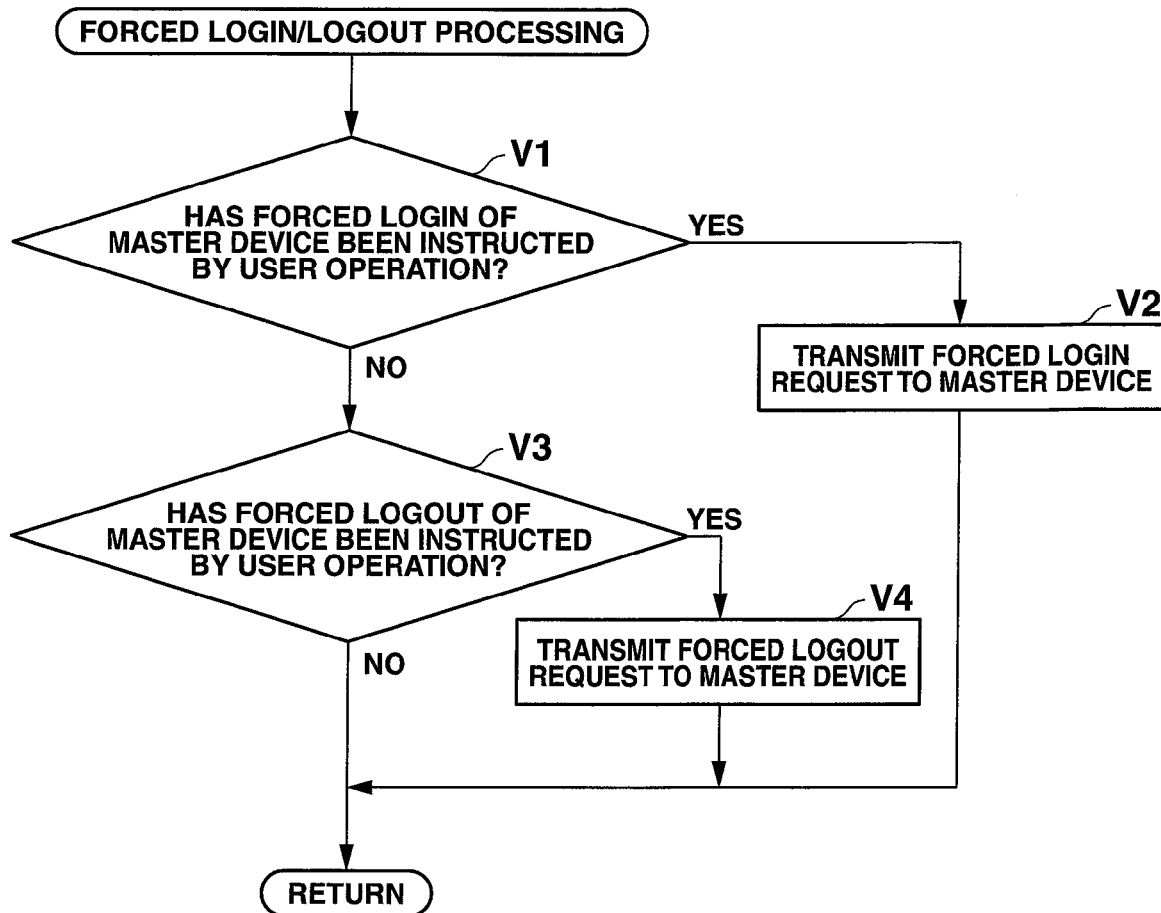 FORCED LOGIN/LOGOUT PROCESSING
V1
HAS FORCED LOGIN OF
MASTER DEVICE BEEN INSTRUCTED
BY USER OPERATION?
YES
NO
V2
TRANSMIT FORCED LOGIN
REQUEST TO MASTER DEVICE
V3
HAS FORCED LOGOUT OF
MASTER DEVICE BEEN INSTRUCTED
BY USER OPERATION?
YES
NO
V4
TRANSMIT FORCED LOGOUT
REQUEST TO MASTER DEVICE
RETURN